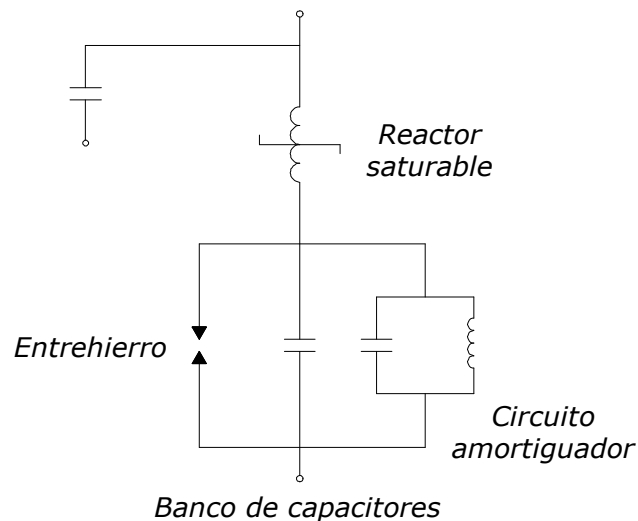 Reactor
saturable
Entrehierro
Circuito
amortiguador
Banco de capacitores